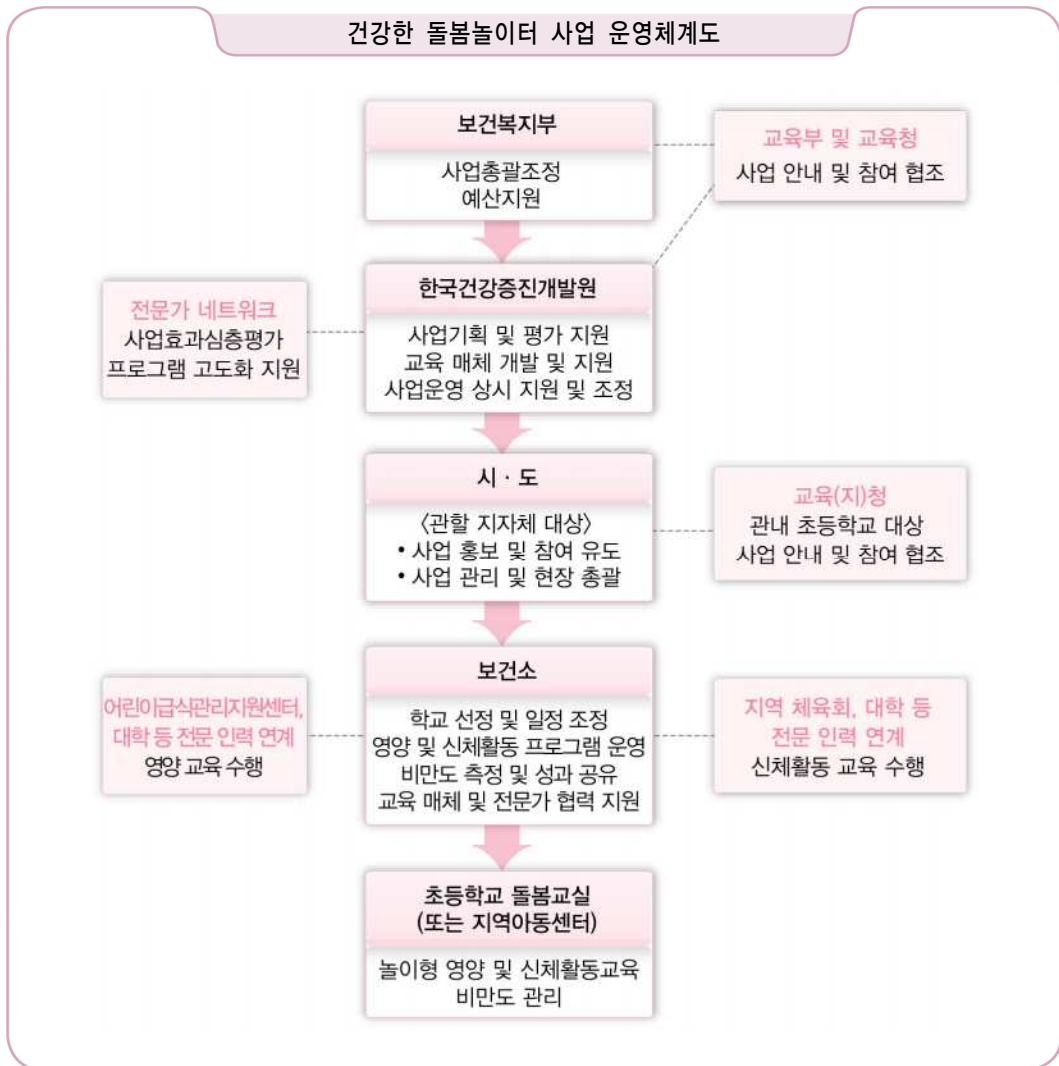 건강한 돌봄놀이터 사업 운영체계도
보건복지부
사업총괄조정
예산지원
교육부 및 교육청
사업 안내 및 참여 협조
한국건강증진개발원
사업기획 및 평가 지원
교육 매체 개발 및 지원
사업운영 상시 지원 및 조정
전문가 네트워크
사업효과심층평가
프로그램 고도화 지원
시 · 도
〈관할 지자체 대상〉
• 사업 홍보 및 참여 유도
• 사업 관리 및 현장 총괄
교육(지)청
관내 초등학교 대상
사업 안내 및 참여 협조
보건소
학교 선정 및 일정 조정
영양 및 신체활동 프로그램 운영
비만도 측정 및 성과 공유
교육 매체 및 전문가 협력 지원
어린이급식관리지원센터,
대학 등 전문 인력 연계
영양 교육 수행
지역 체육회, 대학 등
전문 인력 연계
신체활동 교육 수행
초등학교 돌봄교실
(또는 지역아동센터)
놀이형 영양 및 신체활동교육
비만도 관리